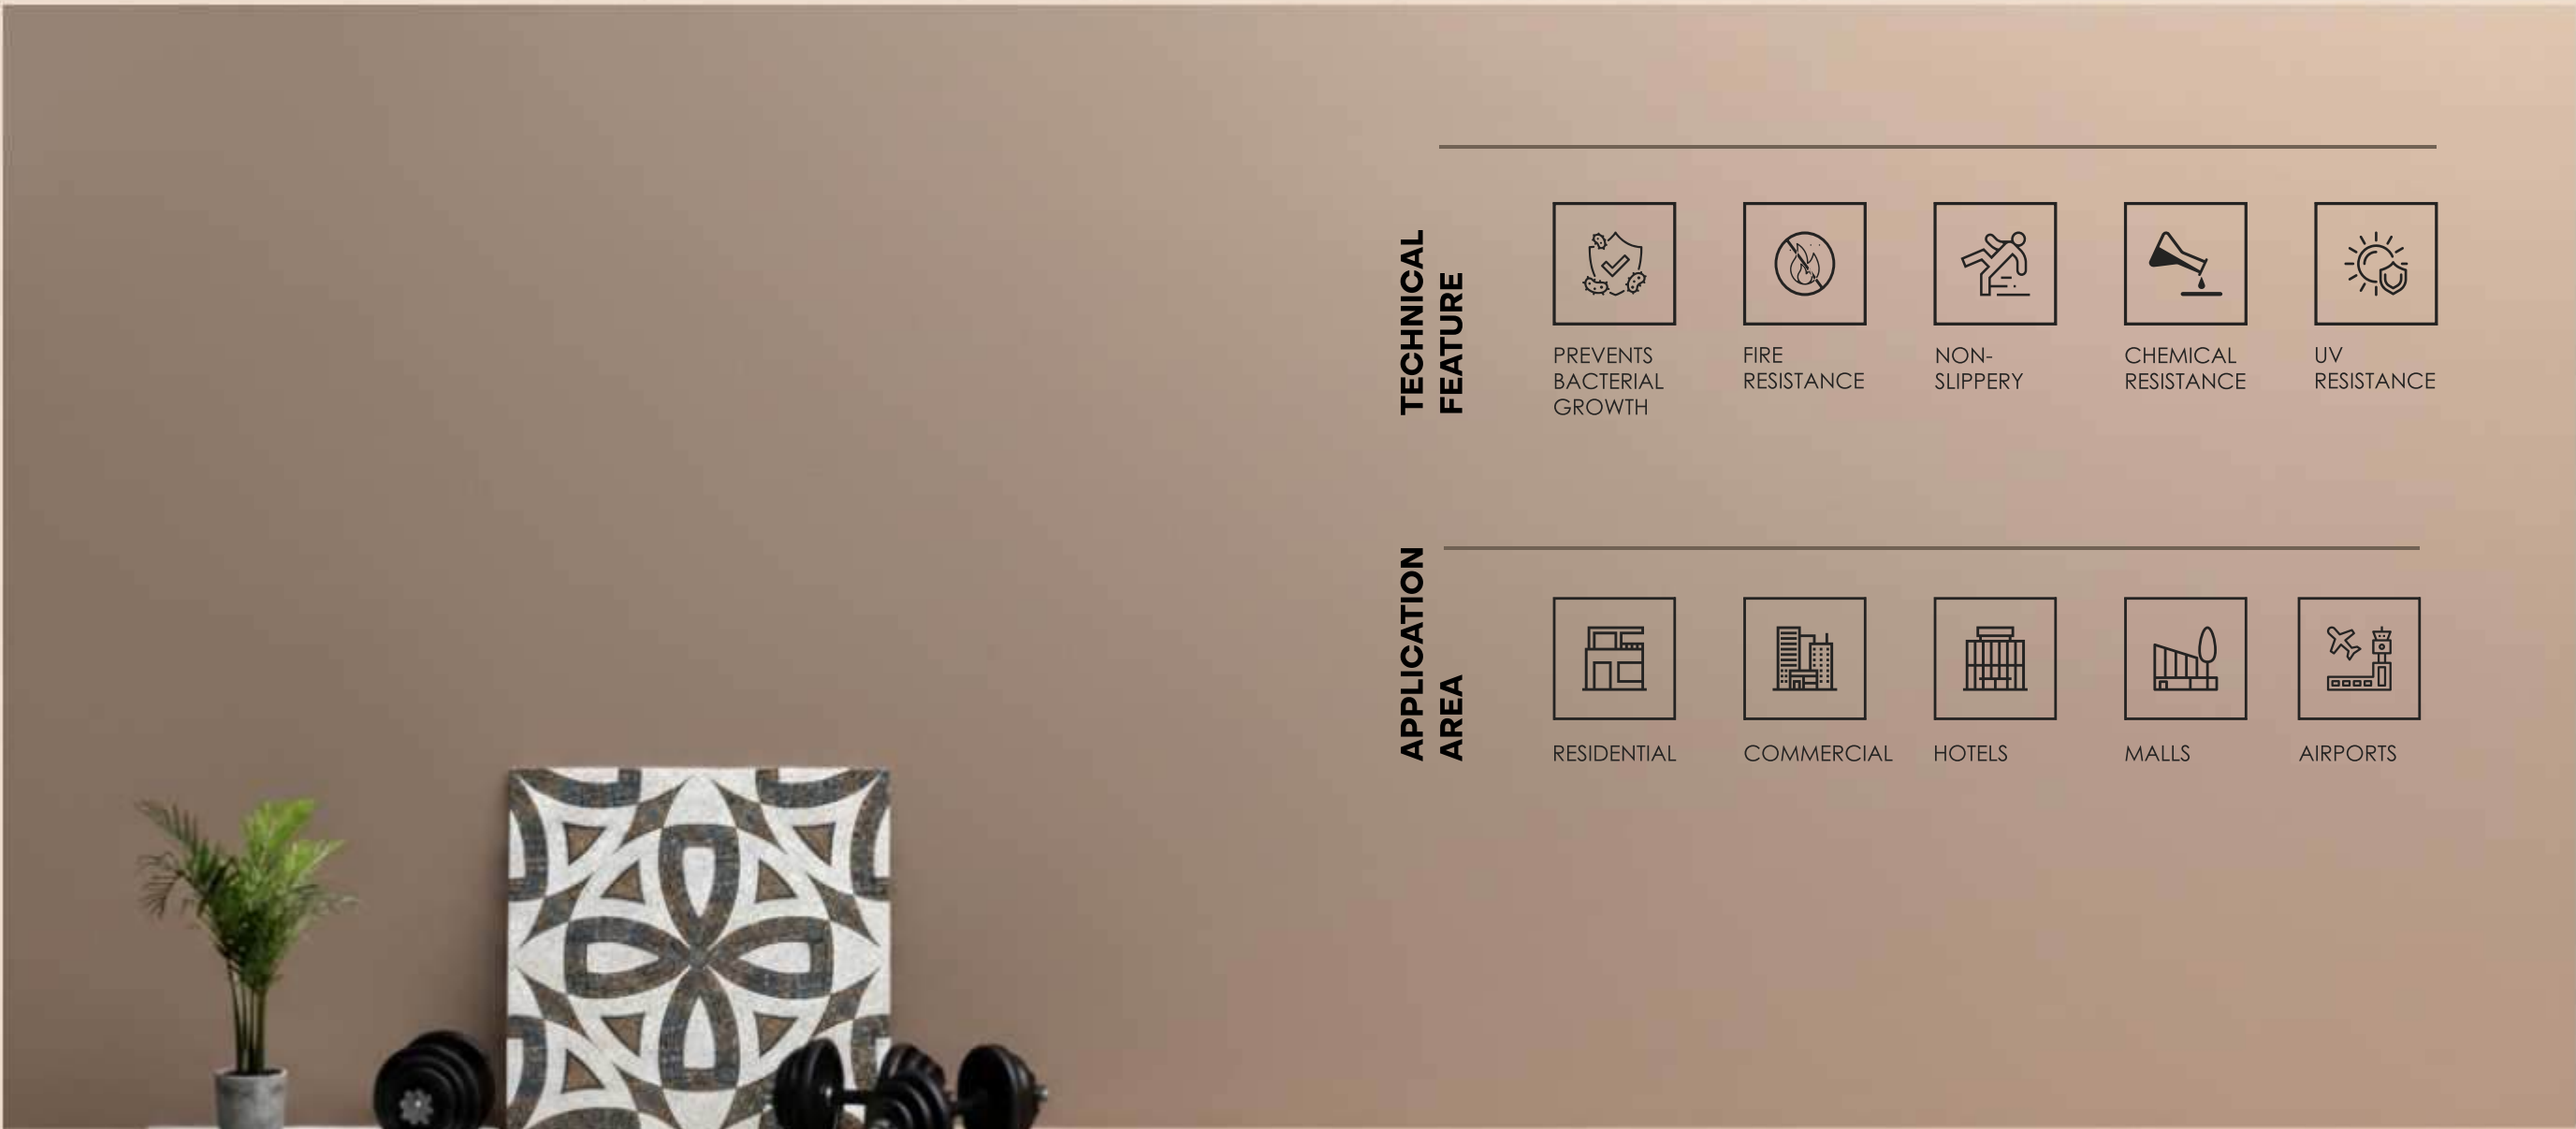 TECHNICAL
FEATURE
PREVENTS
BACTERIAL
GROWTH
FIRE
RESISTANCE
NON-
SLIPPERY
CHEMICAL
RESISTANCE
UV
RESISTANCE
APPLICATION
AREA
RESIDENTIAL
COMMERCIAL
HOTELS
MALLS
AIRPORTS